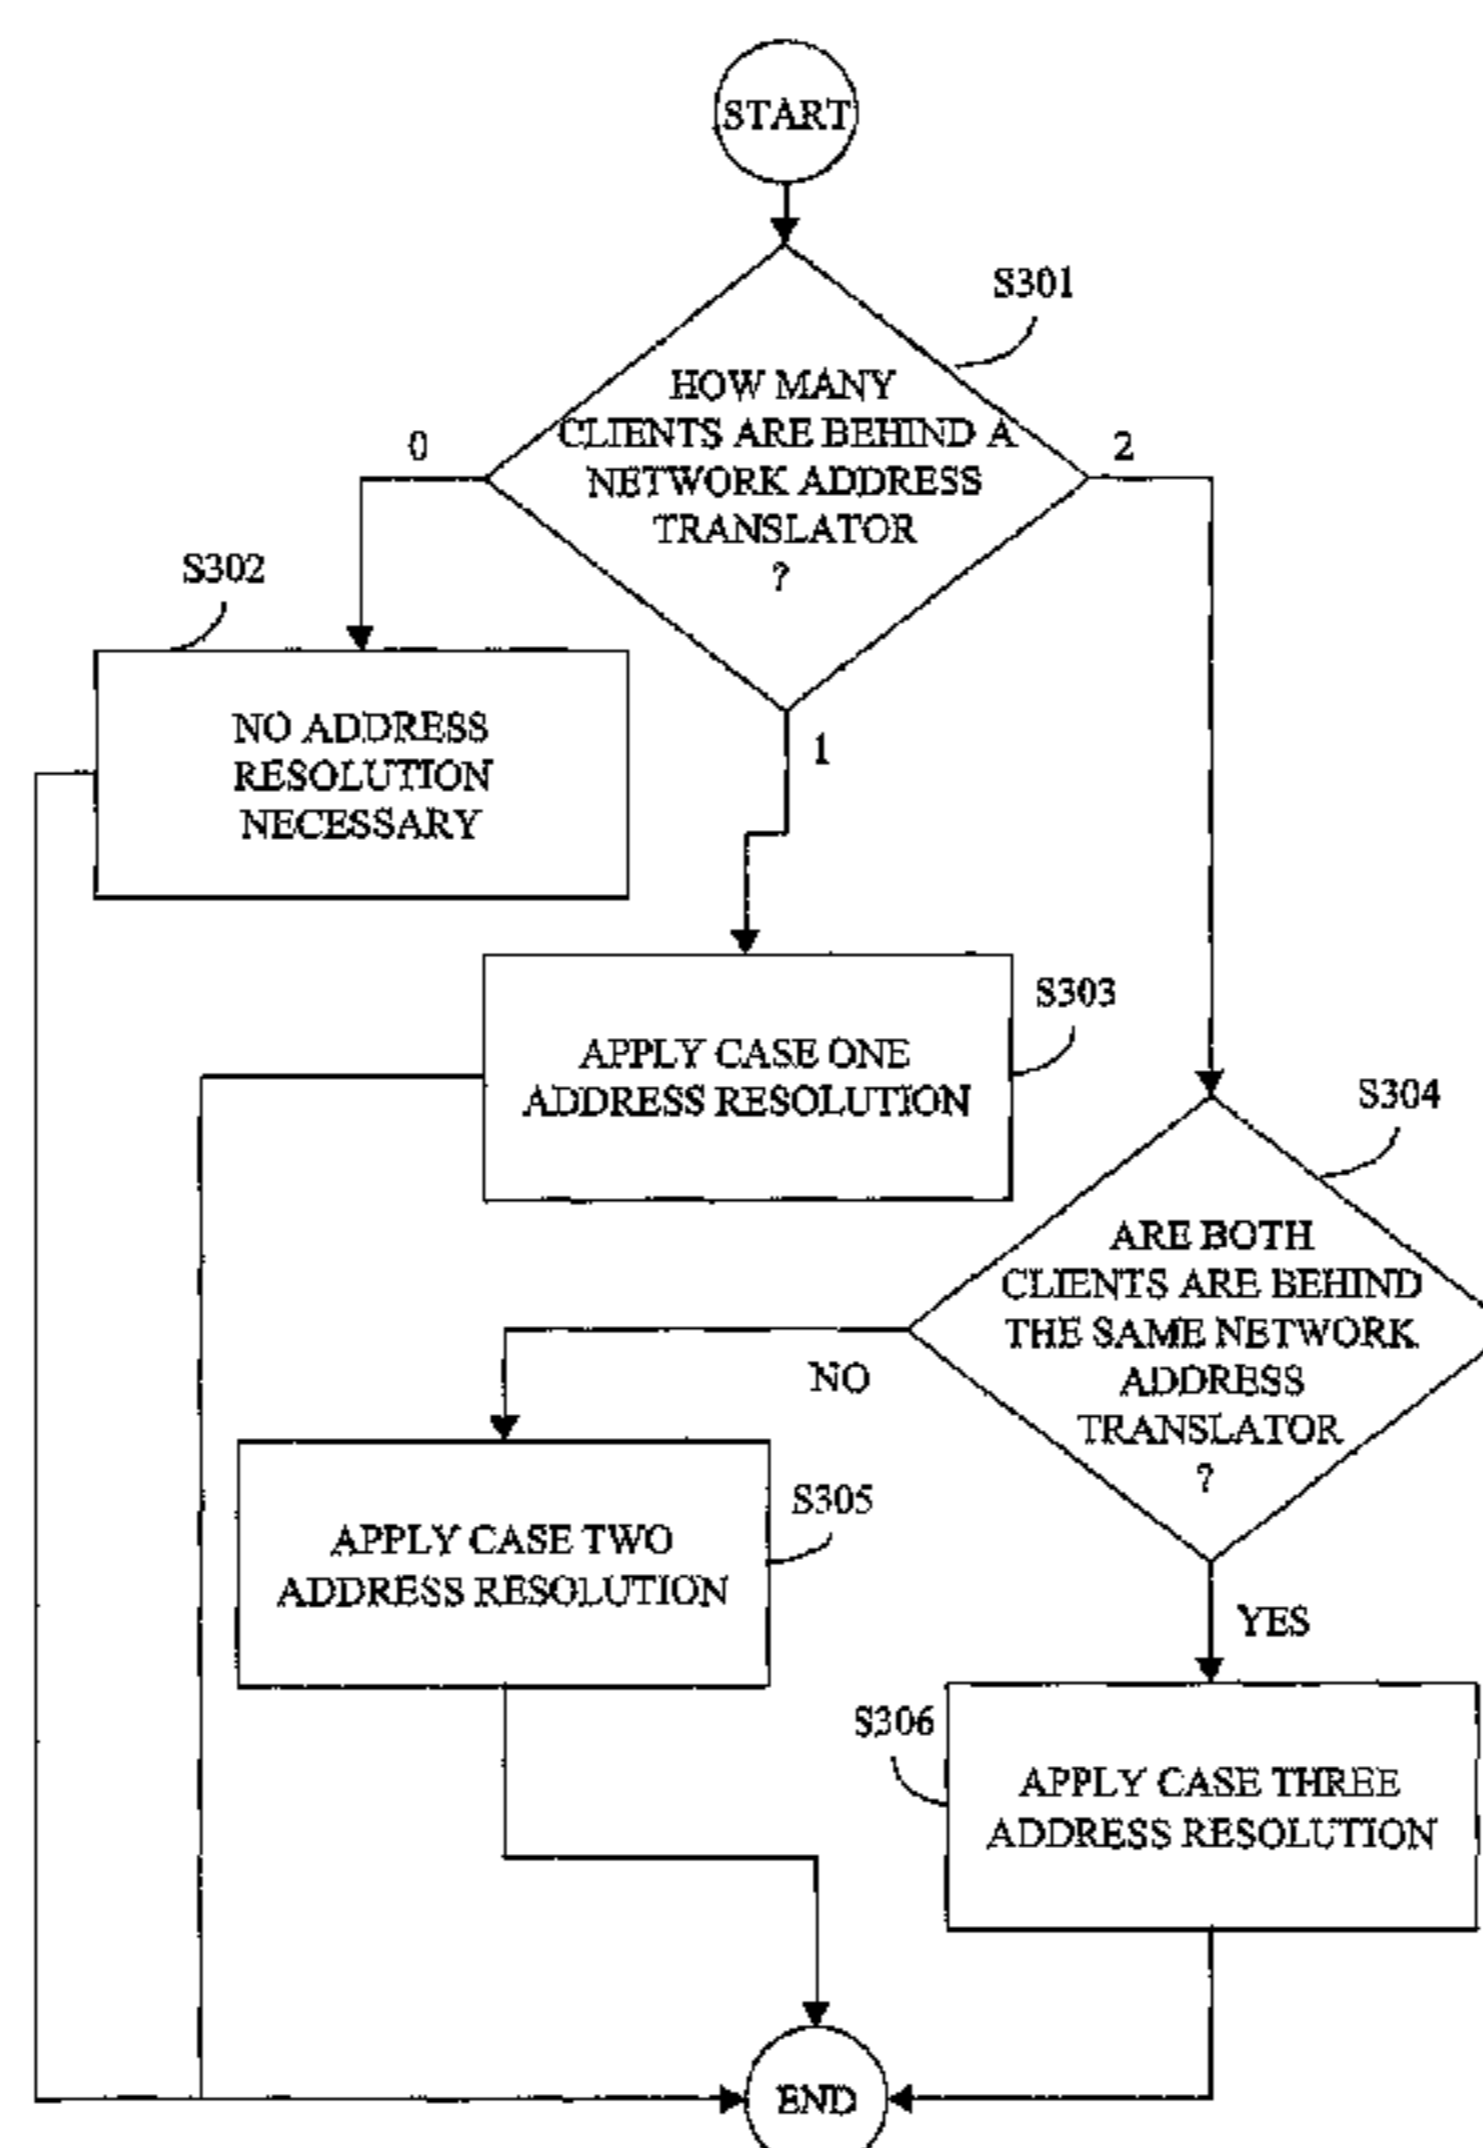 START
S301
HOW MANY
CLIENTS ARE BEHIND A
NETWORK ADDRESS
TRANSLATOR
?
0
2
1
S302
NO ADDRESS
RESOLUTION
NECESSARY
S303
APPLY CASE ONE
ADDRESS RESOLUTION
S304
ARE BOTH
CLIENTS ARE BEHIND
THE SAME NETWORK
ADDRESS
TRANSLATOR
?
NO
YES
S305
APPLY CASE TWO
ADDRESS RESOLUTION
S306
APPLY CASE THREE
ADDRESS RESOLUTION
END